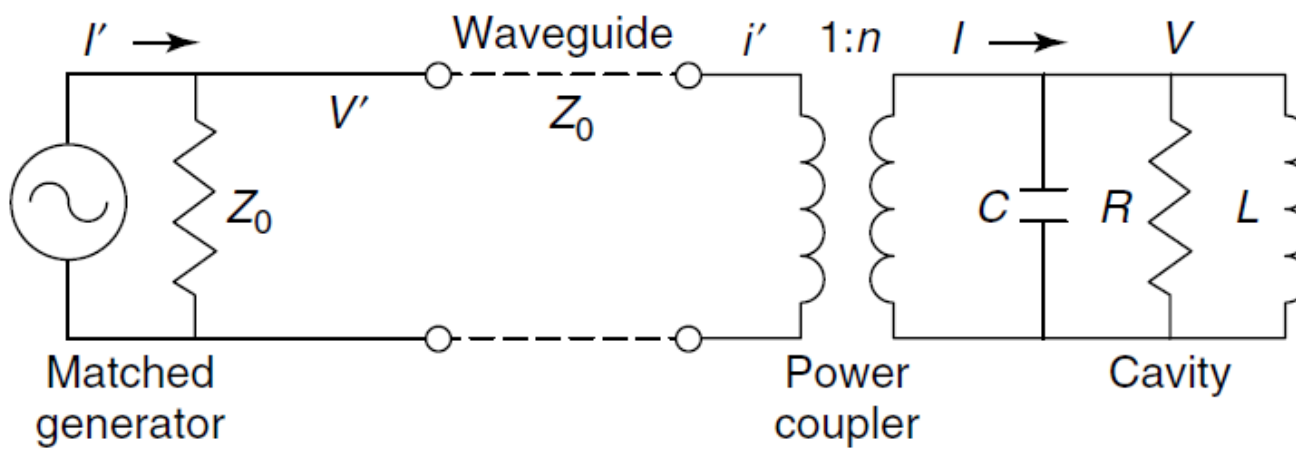 I′ Waveguide i′ 1:n I V
V′ Z₀
Z₀ C R L
Matched generator Power coupler Cavity